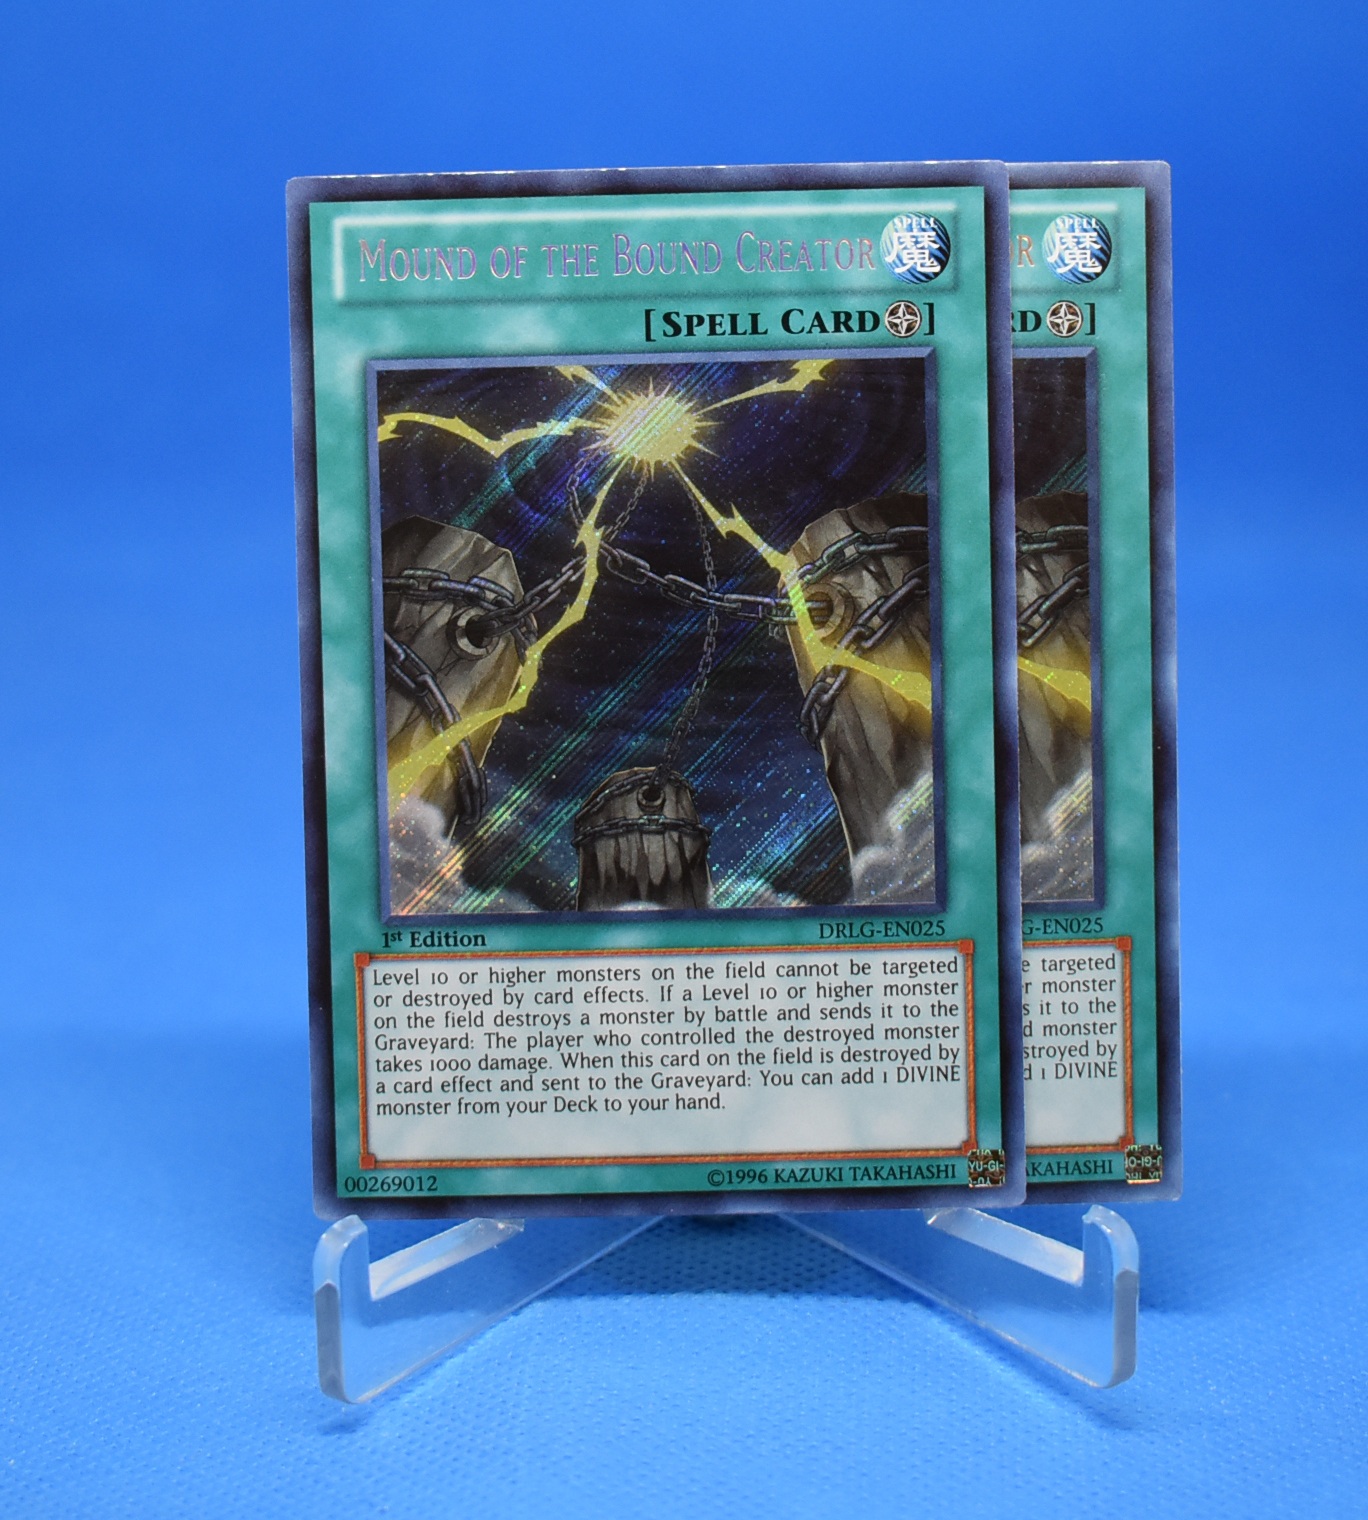 MOUND OF THE BOUND CREATOR
SPELL
魔
[SPELL CARD]
1st Edition
DRLG-EN025
Level 10 or higher monsters on the field cannot be targeted
or destroyed by card effects. If a Level 10 or higher monster
on the field destroys a monster by battle and sends it to the
Graveyard: The player who controlled the destroyed monster
takes 1000 damage. When this card on the field is destroyed by
a card effect and sent to the Graveyard: You can add 1 DIVINE
monster from your Deck to your hand.
00269012
©1996 KAZUKI TAKAHASHI
YU-GI-
OR
SPELL
魔
RD]
G-EN025
e targeted
r monster
s it to the
d monster
stroyed by
d 1 DIVINE
AKAHASHI